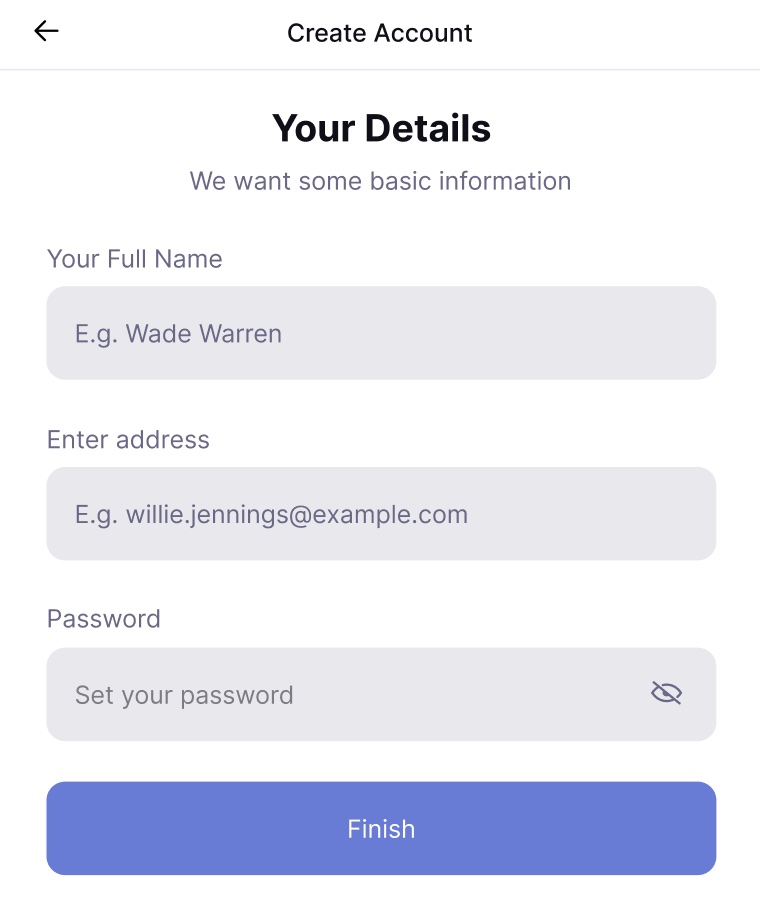 Create Account
Your Details
We want some basic information
Your Full Name
E.g. Wade Warren
Enter address
E.g. willie.jennings@example.com
Password
Set your password
Finish